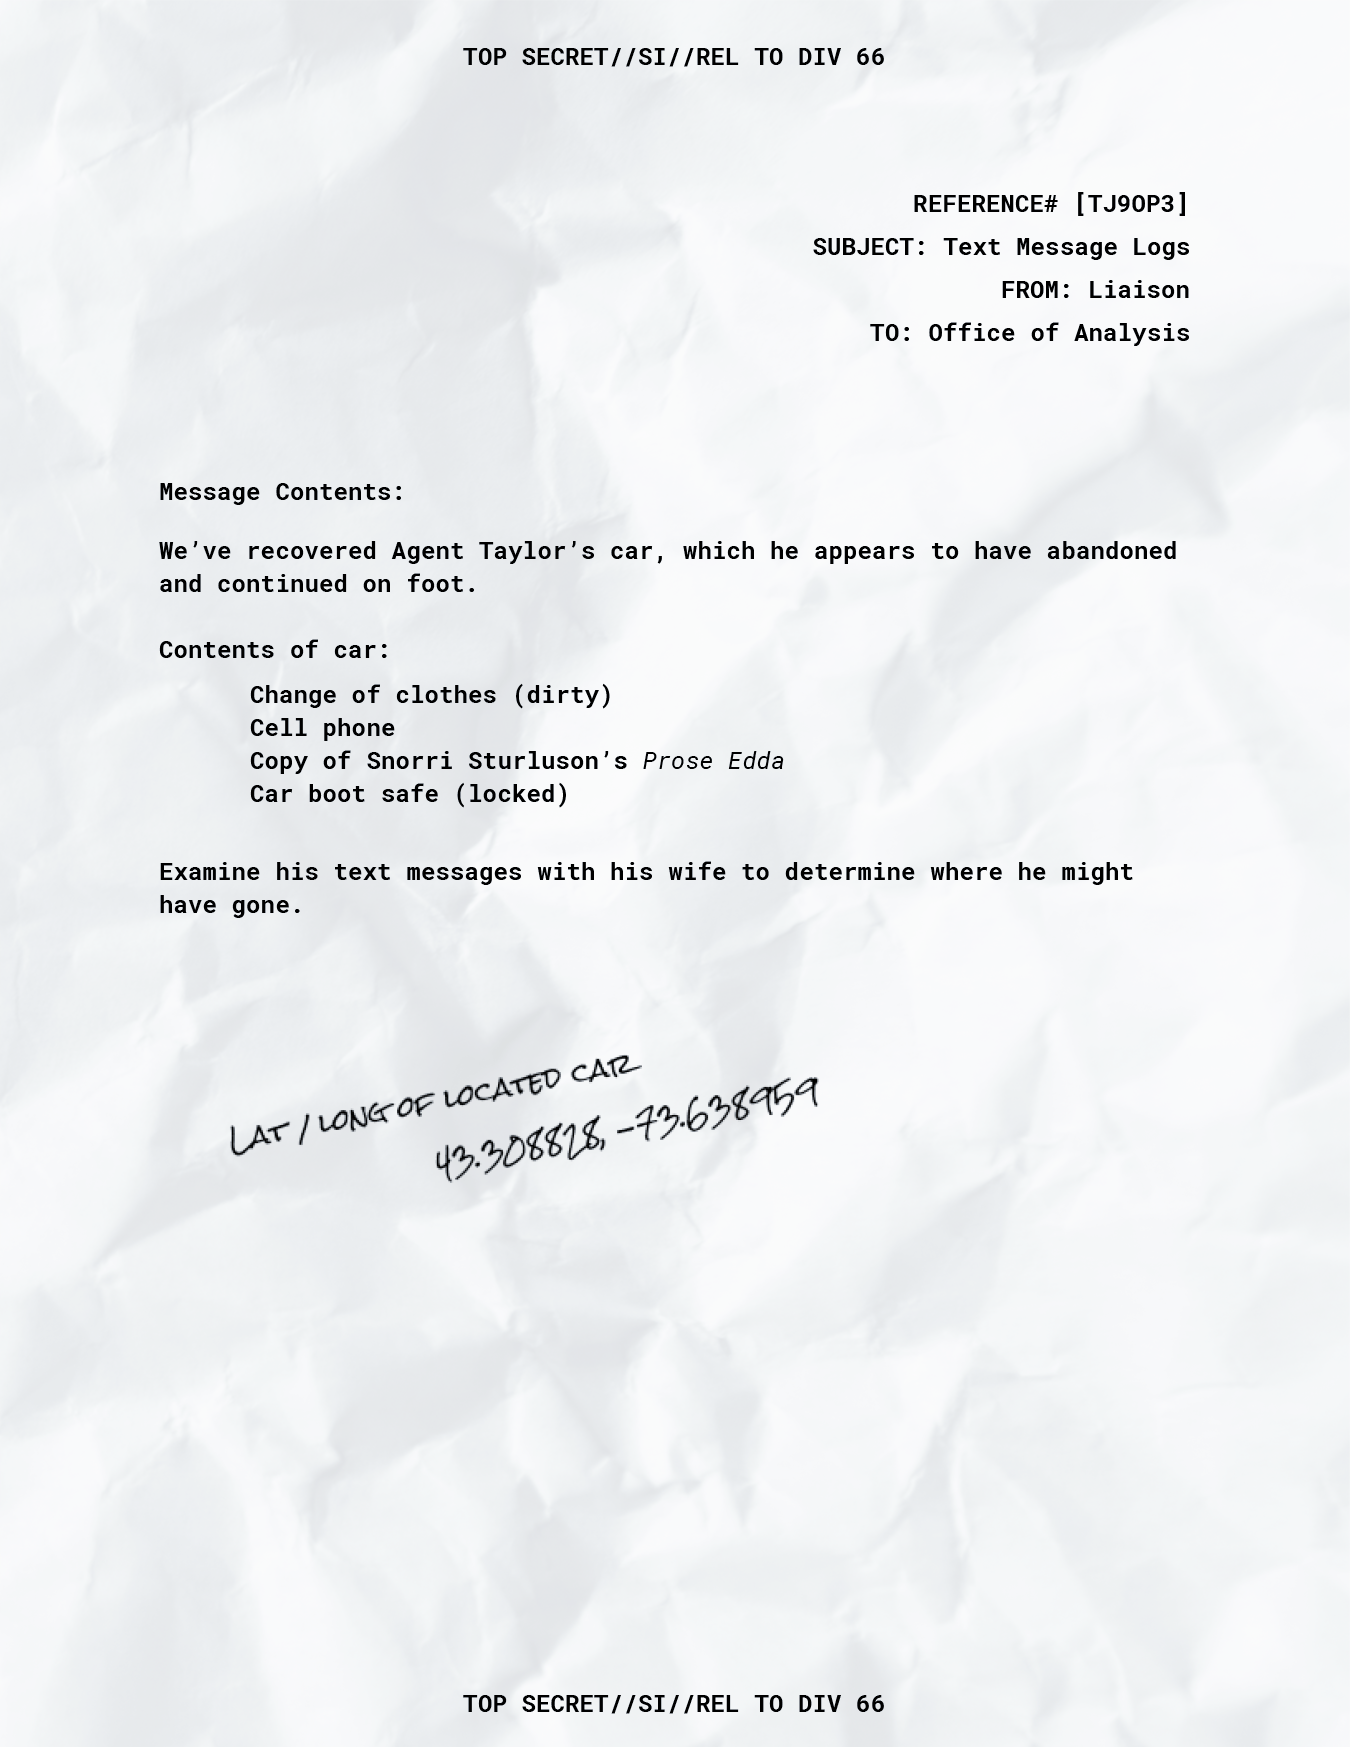 TOP SECRET//SI//REL TO DIV 66
REFERENCE# [TJ9OP3]
SUBJECT: Text Message Logs
FROM: Liaison
TO: Office of Analysis
Message Contents:
We’ve recovered Agent Taylor’s car, which he appears to have abandoned
and continued on foot.
Contents of car:
Change of clothes (dirty)
Cell phone
Copy of Snorri Sturluson’s Prose Edda
Car boot safe (locked)
Examine his text messages with his wife to determine where he might
have gone.
LAT / LONG OF LOCATED CAR
43.308828, -73.638959
TOP SECRET//SI//REL TO DIV 66